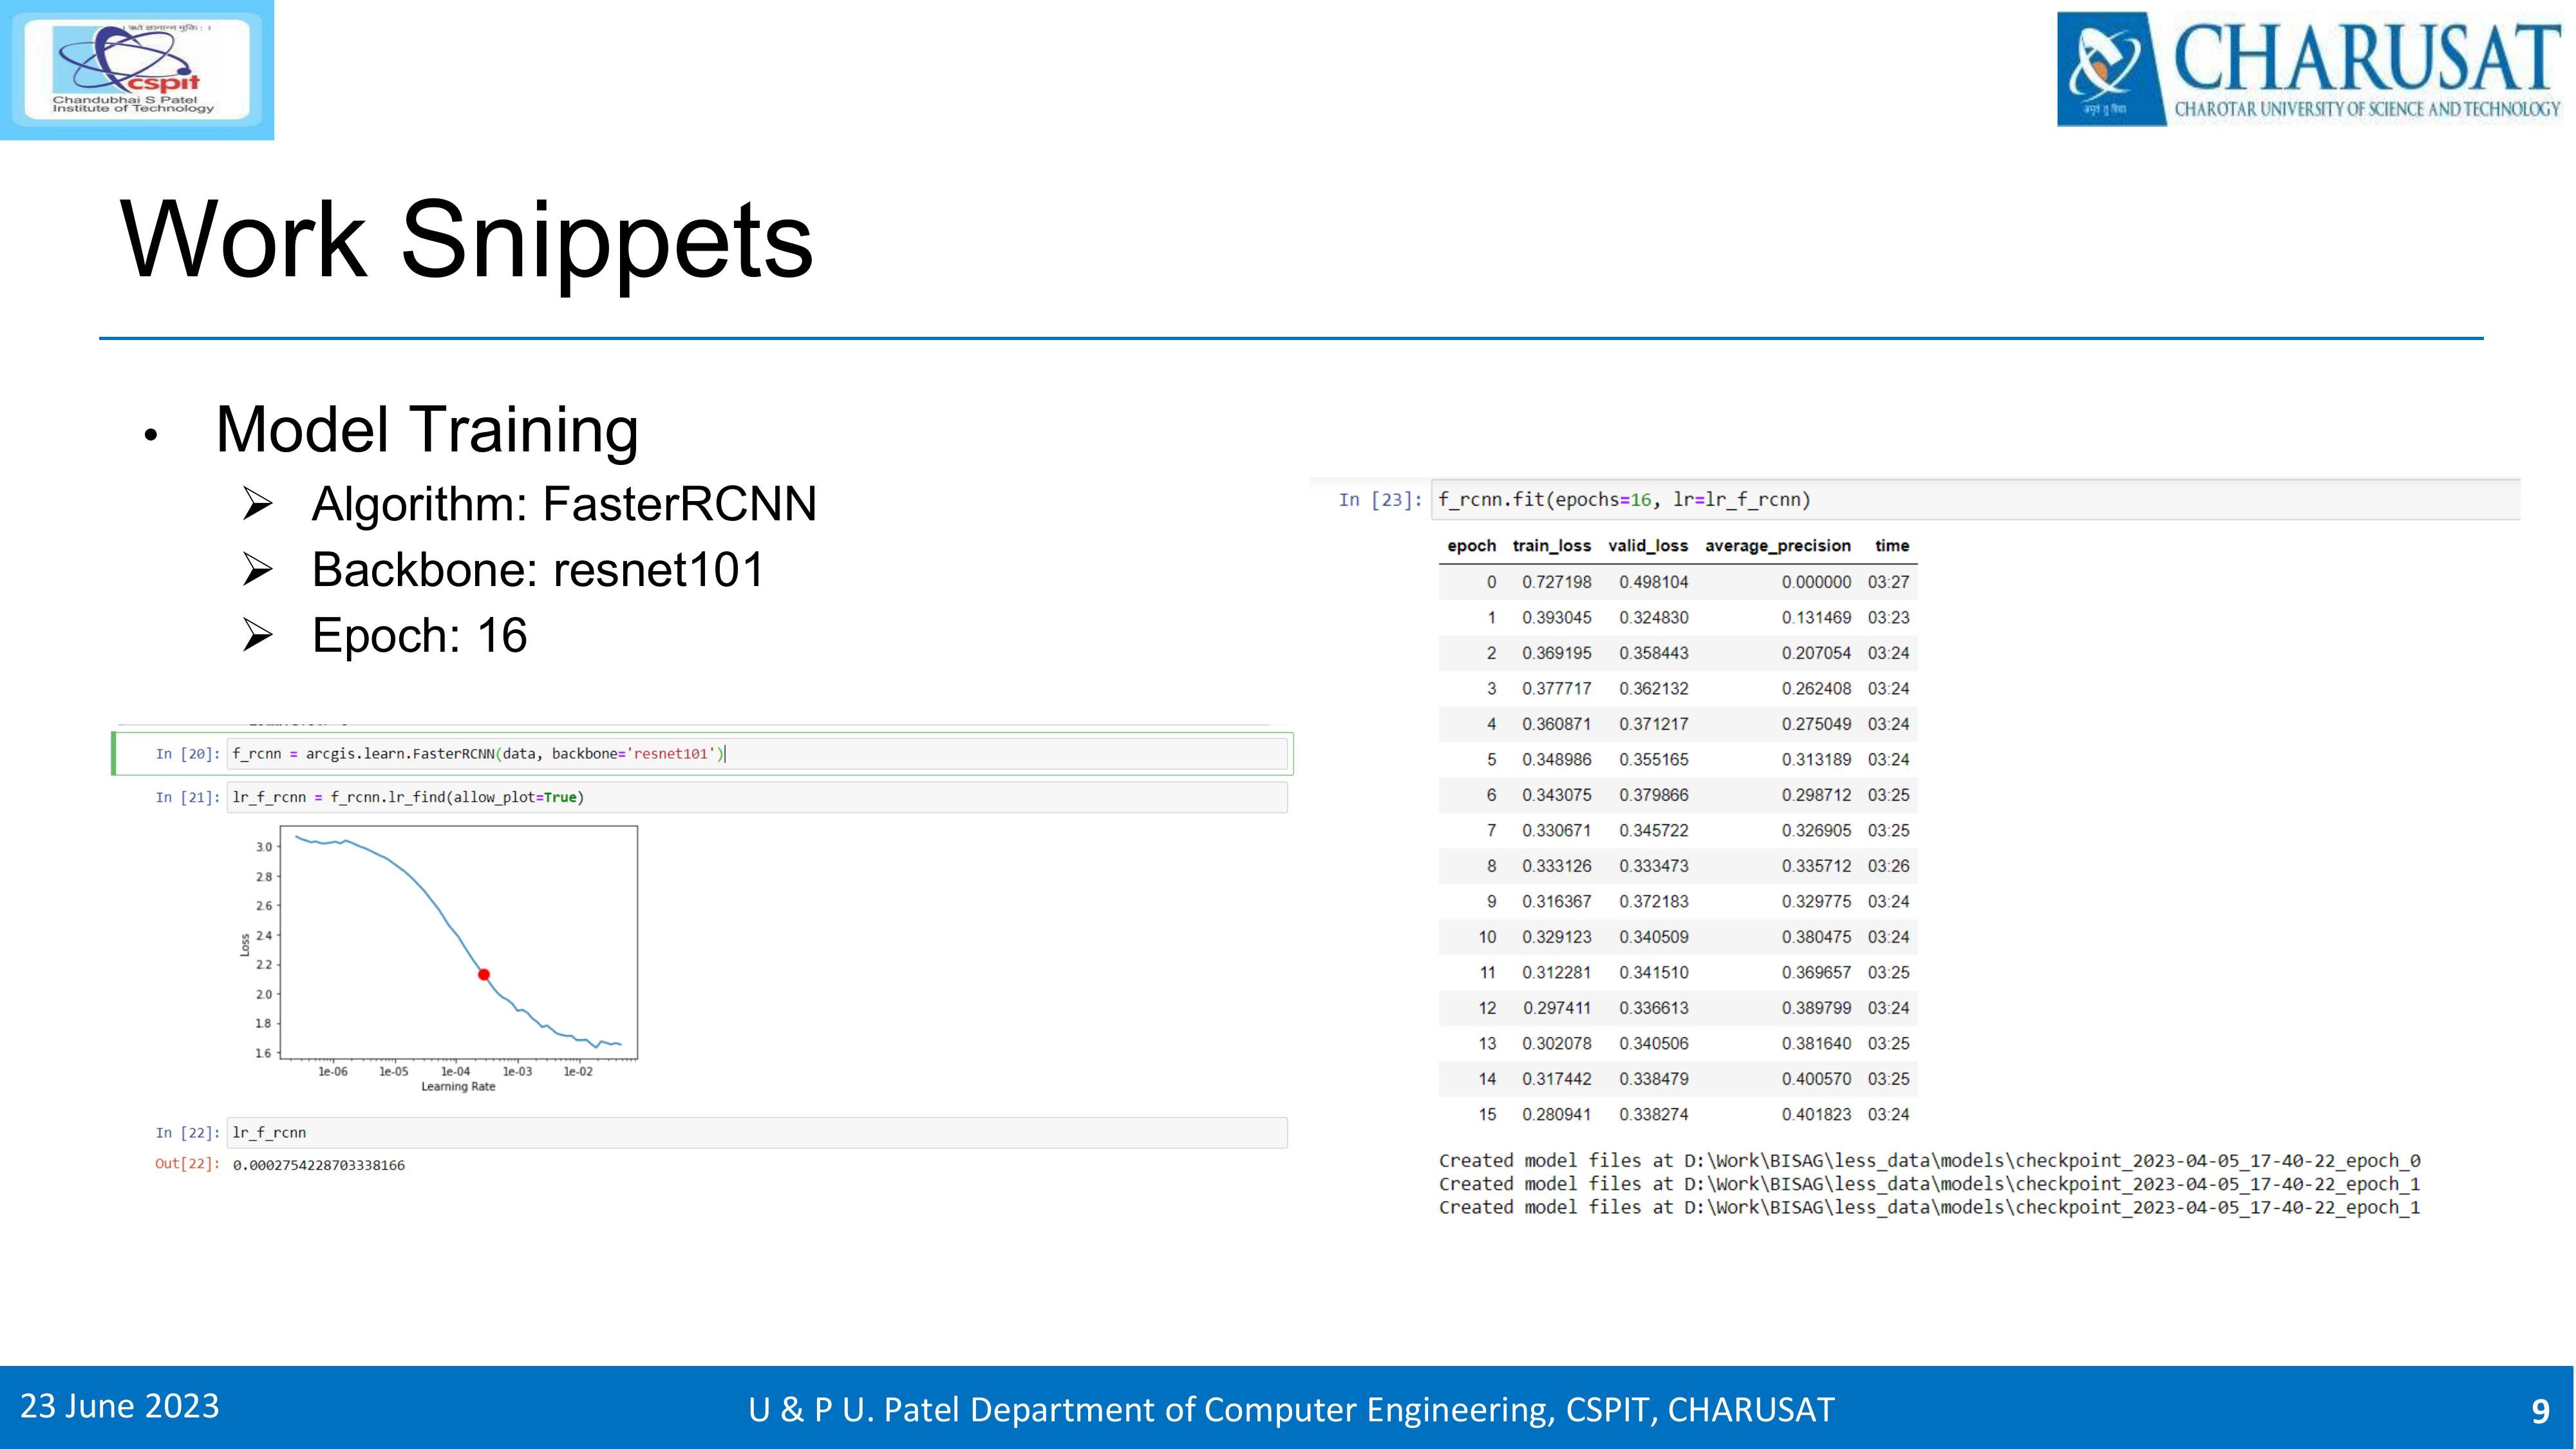 cspit
Chandubhai S Patel
Institute of Technology
CHARUSAT
CHAROTAR UNIVERSITY OF SCIENCE AND TECHNOLOGY
Work Snippets
• Model Training
➢ Algorithm: FasterRCNN
➢ Backbone: resnet101
➢ Epoch: 16
In [20]: f_rcnn = arcgis.learn.FasterRCNN(data, backbone='resnet101')
In [21]: lr_f_rcnn = f_rcnn.lr_find(allow_plot=True)
3.0
2.8
2.6
2.4
2.2
2.0
1.8
1.6
Loss
1e-06 1e-05 1e-04 1e-03 1e-02
Learning Rate
In [22]: lr_f_rcnn
Out[22]: 0.0002754228703338166
In [23]: f_rcnn.fit(epochs=16, lr=lr_f_rcnn)
epoch train_loss valid_loss average_precision time
0 0.727198 0.498104 0.000000 03:27
1 0.393045 0.324830 0.131469 03:23
2 0.369195 0.358443 0.207054 03:24
3 0.377717 0.362132 0.262408 03:24
4 0.360871 0.371217 0.275049 03:24
5 0.348986 0.355165 0.313189 03:24
6 0.343075 0.379866 0.298712 03:25
7 0.330671 0.345722 0.326905 03:25
8 0.333126 0.333473 0.335712 03:26
9 0.316367 0.372183 0.329775 03:24
10 0.329123 0.340509 0.380475 03:24
11 0.312281 0.341510 0.369657 03:25
12 0.297411 0.336613 0.389799 03:24
13 0.302078 0.340506 0.381640 03:25
14 0.317442 0.338479 0.400570 03:25
15 0.280941 0.338274 0.401823 03:24
Created model files at D:\Work\BISAG\less_data\models\checkpoint_2023-04-05_17-40-22_epoch_0
Created model files at D:\Work\BISAG\less_data\models\checkpoint_2023-04-05_17-40-22_epoch_1
Created model files at D:\Work\BISAG\less_data\models\checkpoint_2023-04-05_17-40-22_epoch_1
23 June 2023
U & P U. Patel Department of Computer Engineering, CSPIT, CHARUSAT
9